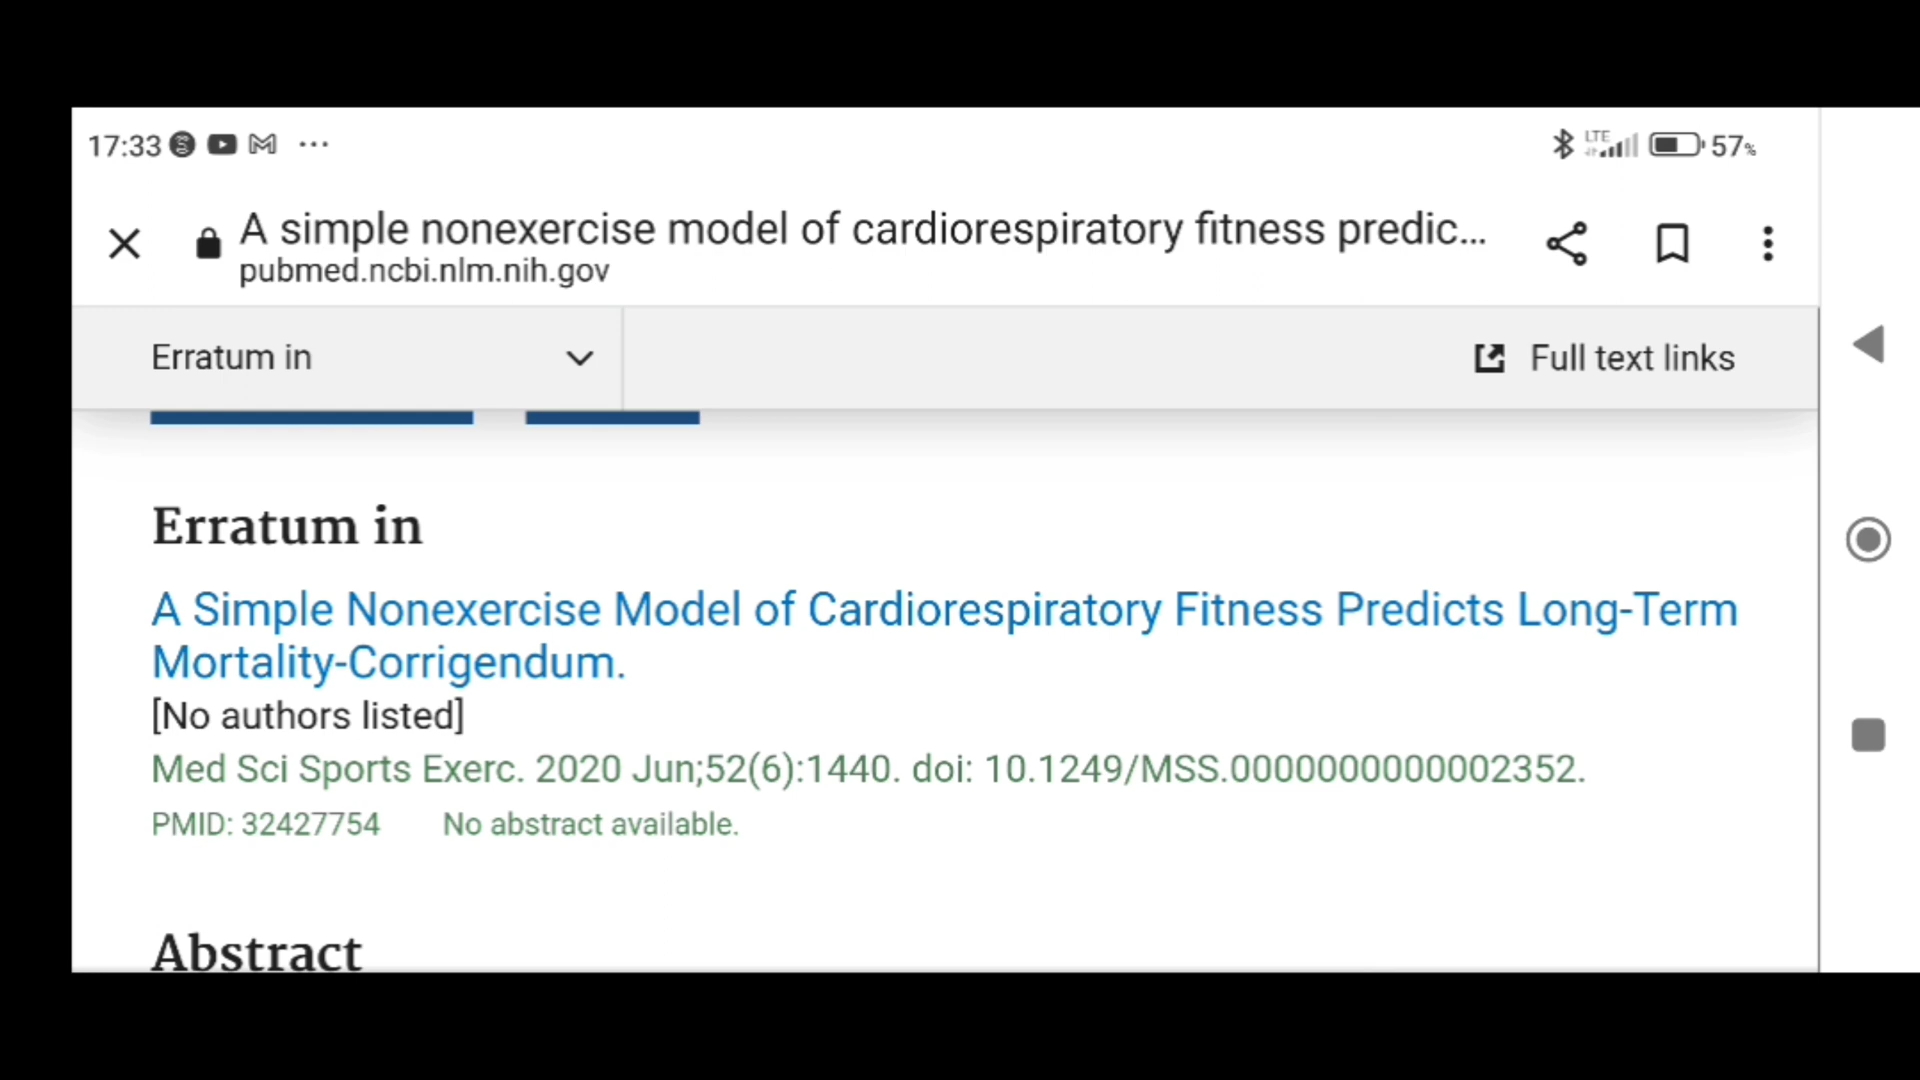 17:33 ...
LTE 57%
A simple nonexercise model of cardiorespiratory fitness predic...
pubmed.ncbi.nlm.nih.gov
Erratum in
Full text links
Erratum in
A Simple Nonexercise Model of Cardiorespiratory Fitness Predicts Long-Term
Mortality-Corrigendum.
[No authors listed]
Med Sci Sports Exerc. 2020 Jun;52(6):1440. doi: 10.1249/MSS.0000000000002352.
PMID: 32427754 No abstract available.
Abstract